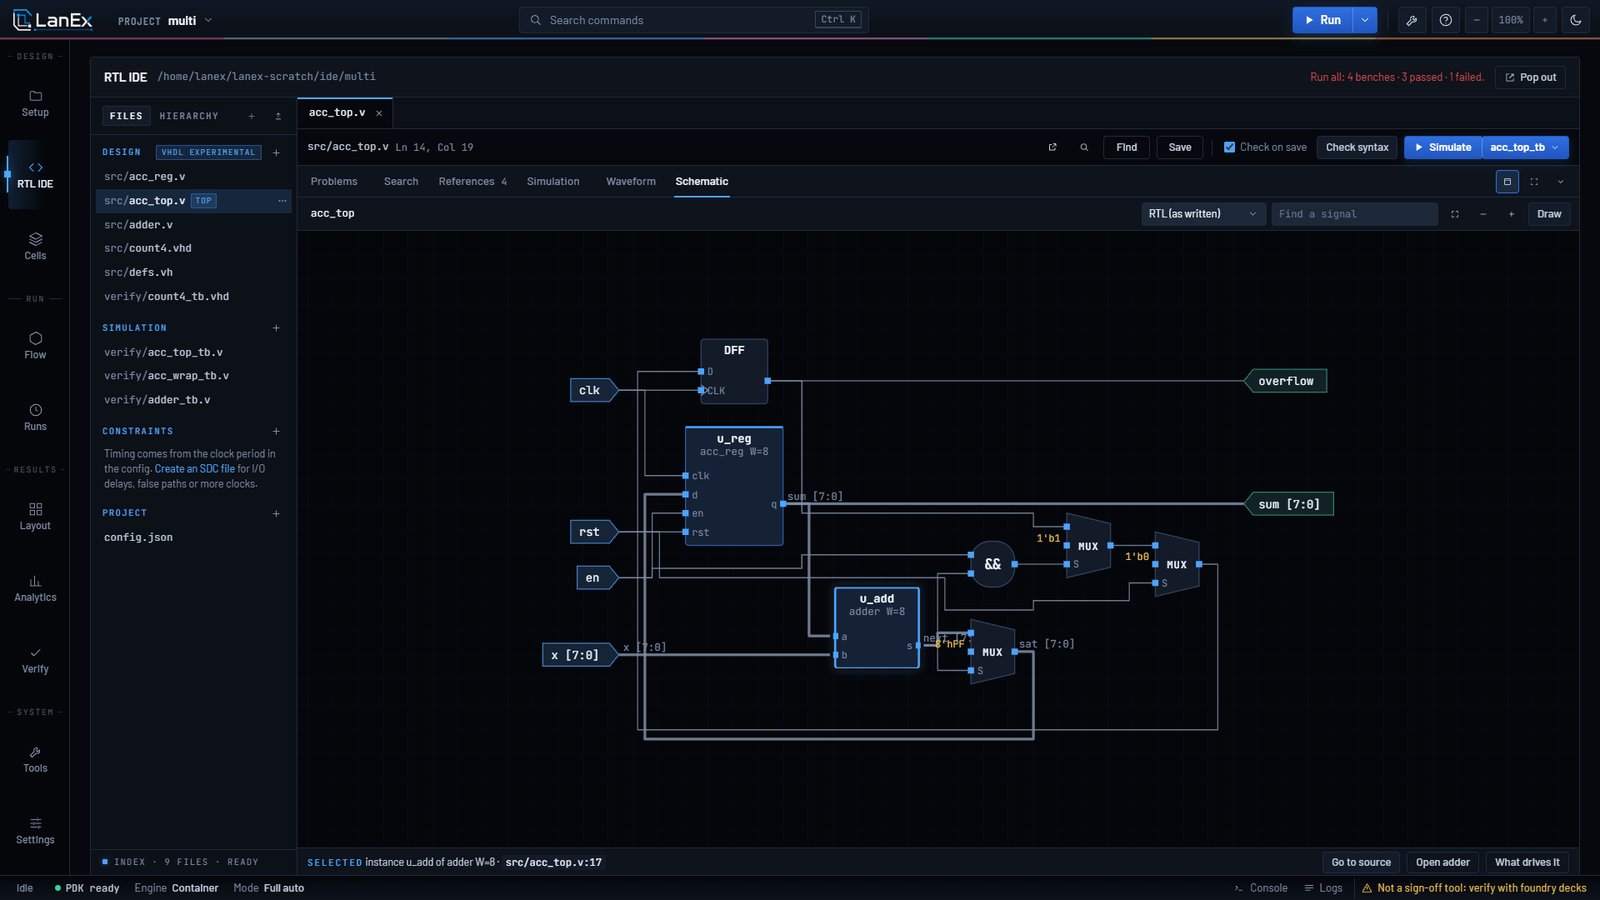 LanEx
PROJECT multi
Search commands
Ctrl K
Run
− 100% +
DESIGN
Setup
RTL IDE
Cells
RUN
Flow
Runs
RESULTS
Layout
Analytics
Verify
SYSTEM
Tools
Settings
RTL IDE /home/lanex/lanex-scratch/ide/multi
Run all: 4 benches · 3 passed · 1 failed.
Pop out
FILES HIERARCHY +
DESIGN VHDL EXPERIMENTAL +
src/acc_reg.v
src/acc_top.v TOP ...
src/adder.v
src/count4.vhd
src/defs.vh
verify/count4_tb.vhd
SIMULATION +
verify/acc_top_tb.v
verify/acc_wrap_tb.v
verify/adder_tb.v
CONSTRAINTS +
Timing comes from the clock period in
the config. Create an SDC file for I/O
delays, false paths or more clocks.
PROJECT +
config.json
INDEX · 9 FILES · READY
acc_top.v ×
src/acc_top.v Ln 14, Col 19
Find
Save
Check on save
Check syntax
Simulate
acc_top_tb
Problems Search References 4 Simulation Waveform Schematic
acc_top
RTL (as written)
Find a signal
− +
Draw
DFF
D
CLK
clk
overflow
u_reg
acc_reg W=8
clk
d
en
rst
q
sum [7:0]
sum [7:0]
rst
en
x [7:0]
x [7:0]
1'b1
MUX
S
1'b0
MUX
S
&&
u_add
adder W=8
a
b
s
8'hFF
MUX
S
sat [7:0]
SELECTED instance u_add of adder W=8 · src/acc_top.v:17
Go to source
Open adder
What drives it
Idle
PDK ready
Engine Container
Mode Full auto
Console
Logs
Not a sign-off tool: verify with foundry decks